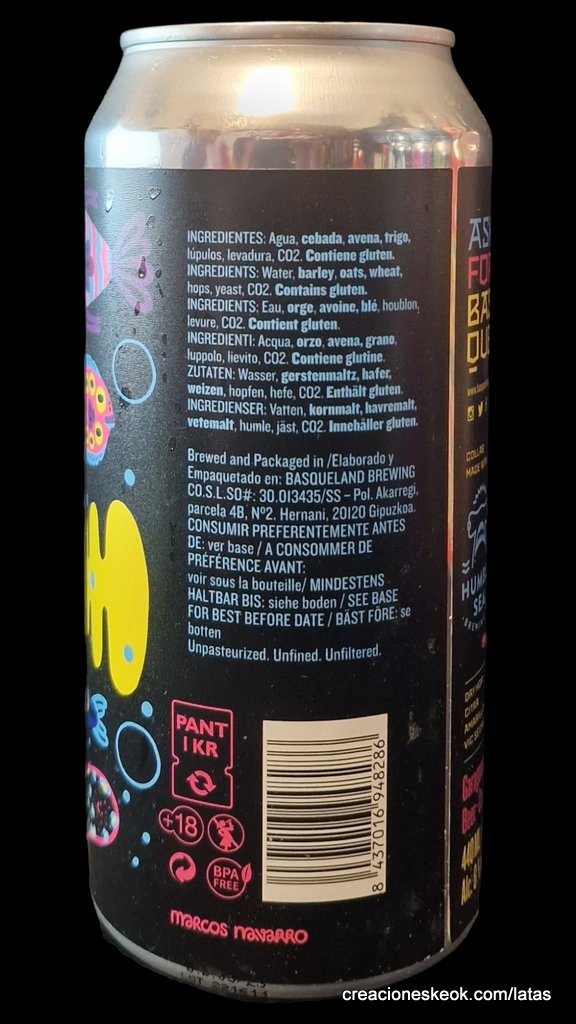 INGREDIENTES: Agua, cebada, avena, trigo,
lúpulos, levadura, CO2. Contiene gluten.
INGREDIENTS: Water, barley, oats, wheat,
hops, yeast, CO2. Contains gluten.
INGREDIENTS: Eau, orge, avoine, blé, houblon,
levure, CO2. Contient gluten.
INGREDIENTI: Acqua, orzo, avena, grano,
luppolo, lievito, CO2. Contiene glutine.
ZUTATEN: Wasser, gerstenmaltz, hafer,
weizen, hopfen, hefe, CO2. Enthält gluten.
INGREDIENSER: Vatten, kornmalt, havremalt,
vetemalt, humle, jäst, CO2. Innehåller gluten.
Brewed and Packaged in /Elaborado y
Empaquetado en: BASQUELAND BREWING
CO.S.L.SO#: 30.013435/SS – Pol. Akarregi,
parcela 4B, Nº2. Hernani, 20120 Gipuzkoa.
CONSUMIR PREFERENTEMENTE ANTES
DE: ver base / A CONSOMMER DE
PRÉFÉRENCE AVANT:
voir sous la bouteille/ MINDESTENS
HALTBAR BIS: siehe boden / SEE BASE
FOR BEST BEFORE DATE / BÄST FÖRE: se
botten
Unpasteurized. Unfined. Unfiltered.
PANT
1 KR
+18
BPA
FREE
8 437016 948286
MARCOS NAVARRO
COLLAB
MADE WITH
creacioneskeok.com/latas